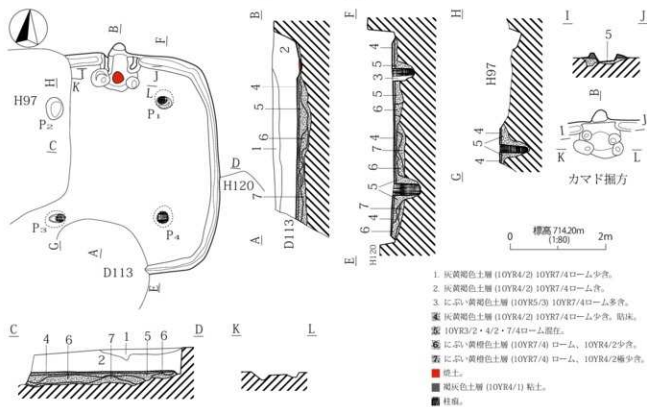 B
F
H
K
J
L
H97
P₁
P₂
C
D
H120
P₃
G
A
P₄
D113
E
B
2
4
5
6
1
7
A
D113
F
4
5
3
5
6
4
7
6
5
7
4
6
E
H120
H
H97
4
5
4
G
I
J
5
B
I
J
K
L
カマド掘方
標高 714.20m
(1:80)
0
2m
1. 灰黄褐色土層 (10YR4/2) 10YR7/4ローム少含。
2. 灰黄褐色土層 (10YR4/2) 10YR7/4ローム含。
3. にぶい黄褐色土層 (10YR5/3) 10YR7/4ローム多含。
4 灰黄褐色土層 (10YR4/2) 10YR7/4ローム少含。貼床。
5 10YR3/2・4/2・7/4ローム混在。
6 にぶい黄橙色土層 (10YR7/4) ローム、10YR4/2少含。
7 にぶい黄橙色土層 (10YR7/4) ローム、10YR4/2極少含。
焼土。
褐灰色土層 (10YR4/1) 粘土。
柱痕。
C
D
4
6
7
1
5
6
2
K
L